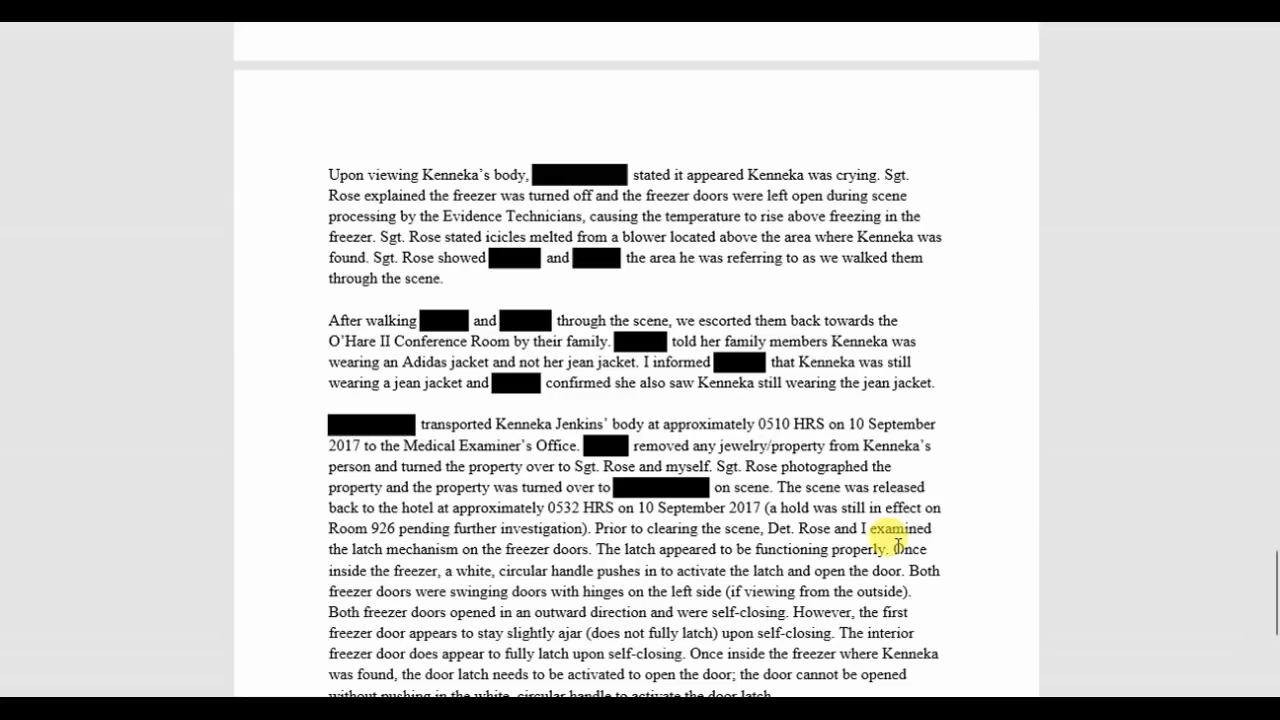 Upon viewing Kenneka's body, stated it appeared Kenneka was crying. Sgt.
Rose explained the freezer was turned off and the freezer doors were left open during scene
processing by the Evidence Technicians, causing the temperature to rise above freezing in the
freezer. Sgt. Rose stated icicles melted from a blower located above the area where Kenneka was
found. Sgt. Rose showed and the area he was referring to as we walked them
through the scene.
After walking and through the scene, we escorted them back towards the
O'Hare II Conference Room by their family. told her family members Kenneka was
wearing an Adidas jacket and not her jean jacket. I informed that Kenneka was still
wearing a jean jacket and confirmed she also saw Kenneka still wearing the jean jacket.
transported Kenneka Jenkins' body at approximately 0510 HRS on 10 September
2017 to the Medical Examiner's Office. removed any jewelry/property from Kenneka's
person and turned the property over to Sgt. Rose and myself. Sgt. Rose photographed the
property and the property was turned over to on scene. The scene was released
back to the hotel at approximately 0532 HRS on 10 September 2017 (a hold was still in effect on
Room 926 pending further investigation). Prior to clearing the scene, Det. Rose and I examined
the latch mechanism on the freezer doors. The latch appeared to be functioning properly. Once
inside the freezer, a white, circular handle pushes in to activate the latch and open the door. Both
freezer doors were swinging doors with hinges on the left side (if viewing from the outside).
Both freezer doors opened in an outward direction and were self-closing. However, the first
freezer door appears to stay slightly ajar (does not fully latch) upon self-closing. The interior
freezer door does appear to fully latch upon self-closing. Once inside the freezer where Kenneka
was found, the door latch needs to be activated to open the door; the door cannot be opened
without pushing in the white, circular handle to activate the door latch.